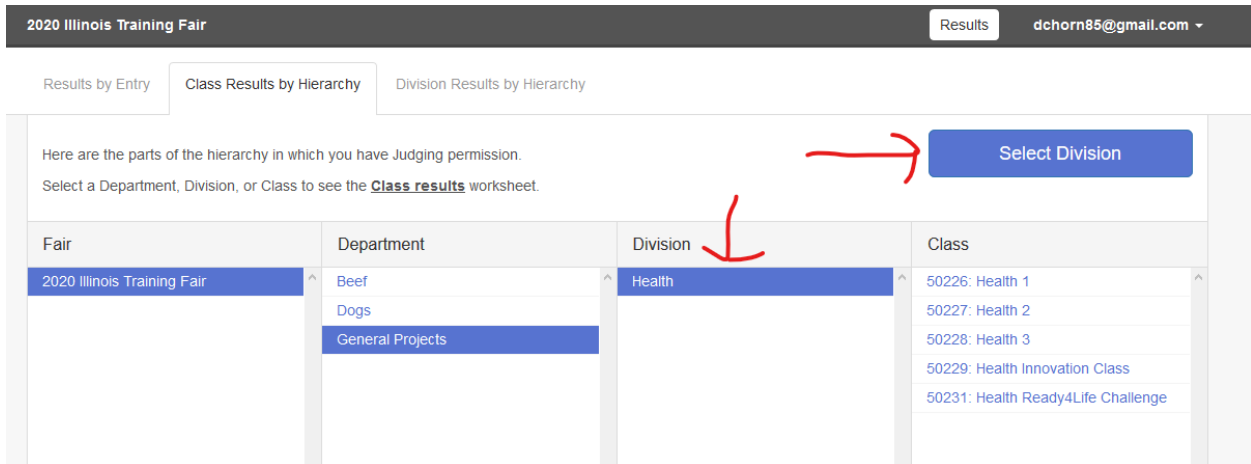 2020 Illinois Training Fair Results dchorn85@gmail.com
Results by Entry Class Results by Hierarchy Division Results by Hierarchy
Here are the parts of the hierarchy in which you have Judging permission.
Select a Department, Division, or Class to see the Class results worksheet.
Select Division
Fair Department Division Class
2020 Illinois Training Fair Beef Health 50226: Health 1
Dogs 50227: Health 2
General Projects 50228: Health 3
50229: Health Innovation Class
50231: Health Ready4Life Challenge